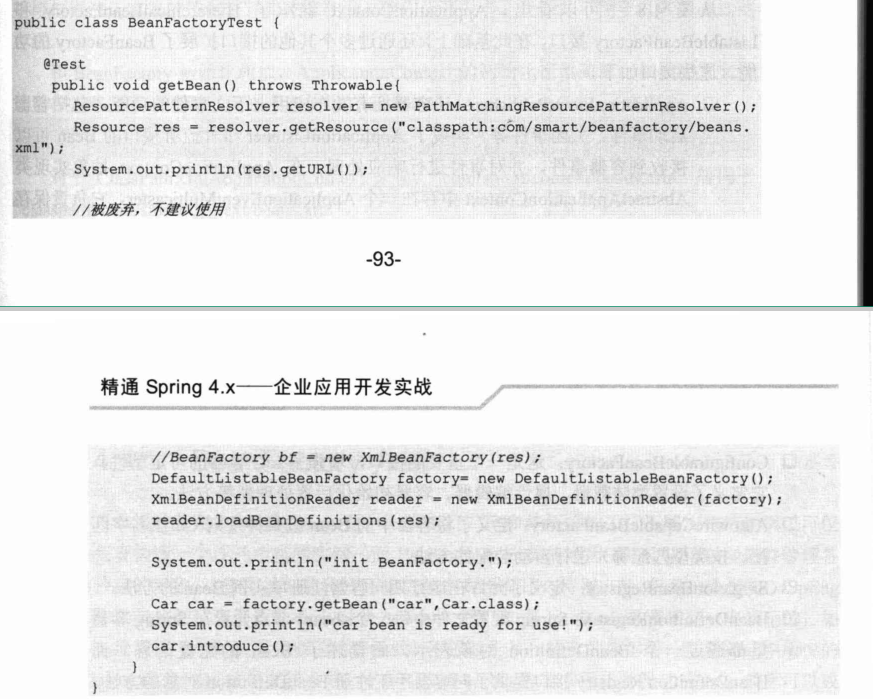 public class BeanFactoryTest {
@Test
public void getBean() throws Throwable{
ResourcePatternResolver resolver = new PathMatchingResourcePatternResolver();
Resource res = resolver.getResource("classpath:com/smart/beanfactory/beans.
xml");
System.out.println(res.getURL());
//被废弃，不建议使用
-93-
精通 Spring 4.x——企业应用开发实战
//BeanFactory bf = new XmlBeanFactory(res);
DefaultListableBeanFactory factory= new DefaultListableBeanFactory();
XmlBeanDefinitionReader reader = new XmlBeanDefinitionReader(factory);
reader.loadBeanDefinitions(res);
System.out.println("init BeanFactory.");
Car car = factory.getBean("car",Car.class);
System.out.println("car bean is ready for use!");
car.introduce();
}
}